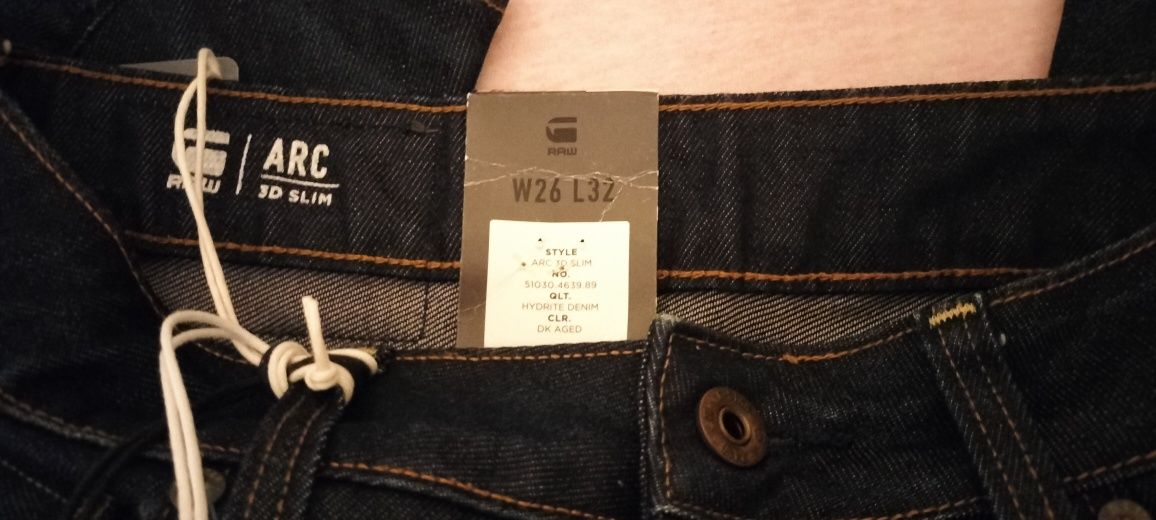 RAW
ARC
3D SLIM
RAW
W26 L32
STYLE
ARC 3D SLIM
NO.
51030.4639.89
QLT.
HYDRITE DENIM
CLR.
DK AGED